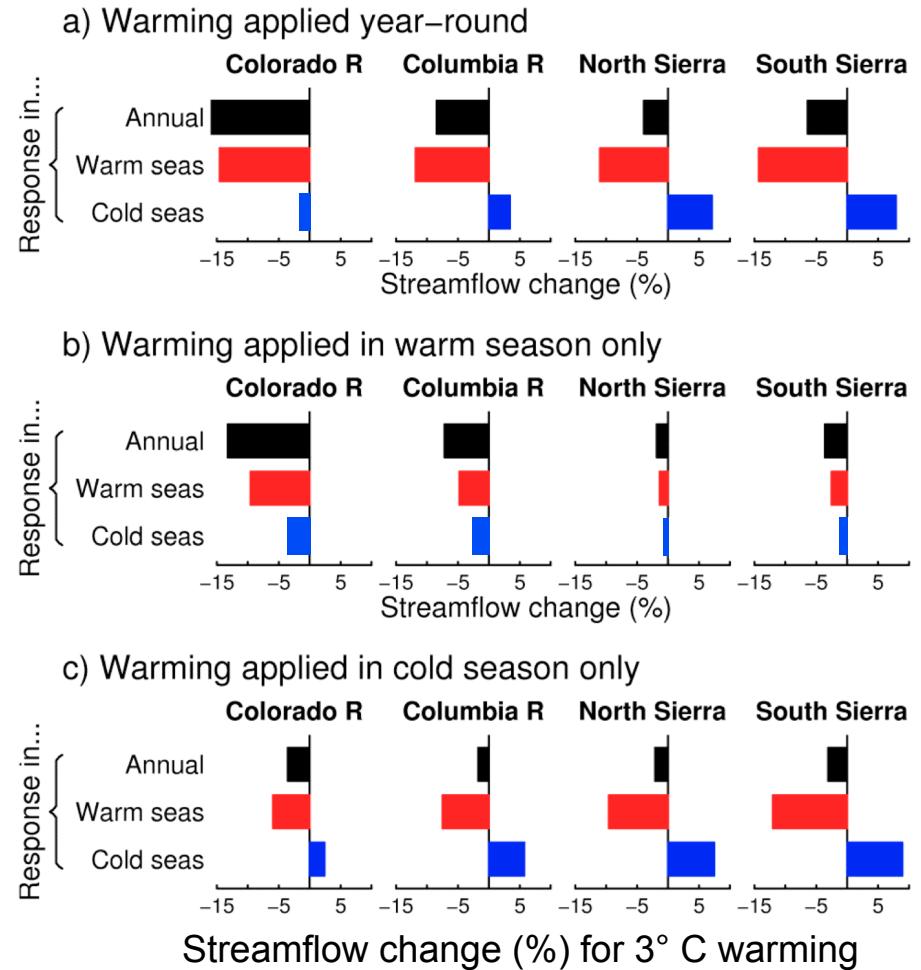 a) Warming applied year−round
Colorado R Columbia R North Sierra South Sierra
Response in...
Annual
Warm seas
Cold seas
−15 −5 5 −15 −5 5 −15 −5 5 −15 −5 5
Streamflow change (%)
b) Warming applied in warm season only
Colorado R Columbia R North Sierra South Sierra
Response in...
Annual
Warm seas
Cold seas
−15 −5 5 −15 −5 5 −15 −5 5 −15 −5 5
Streamflow change (%)
c) Warming applied in cold season only
Colorado R Columbia R North Sierra South Sierra
Response in...
Annual
Warm seas
Cold seas
−15 −5 5 −15 −5 5 −15 −5 5 −15 −5 5
Streamflow change (%) for 3° C warming